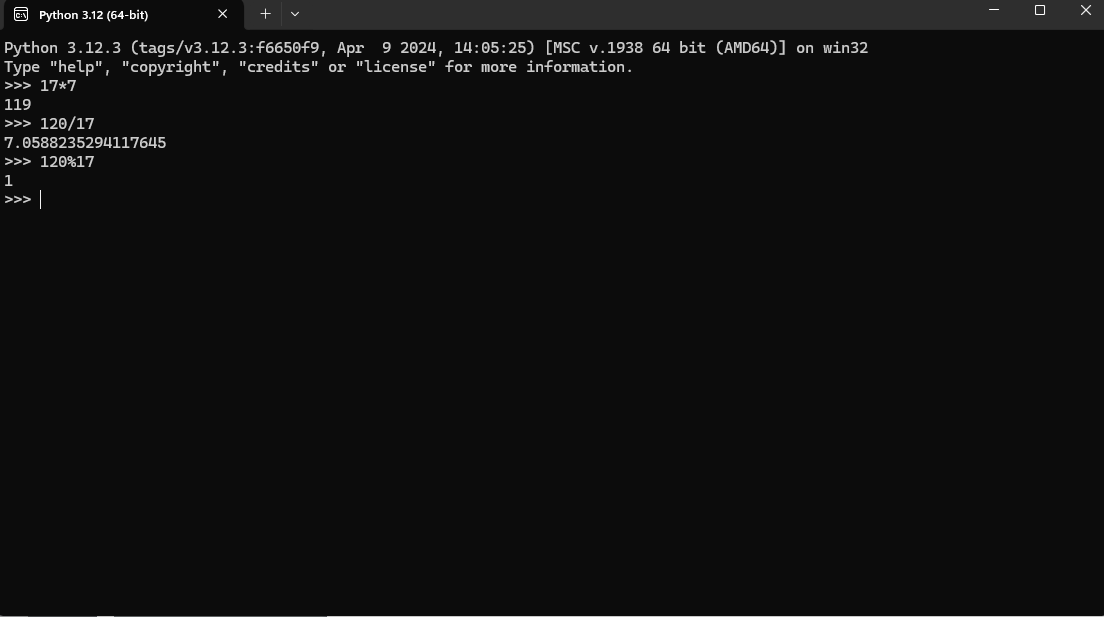 Python 3.12 (64-bit)
Python 3.12.3 (tags/v3.12.3:f6650f9, Apr  9 2024, 14:05:25) [MSC v.1938 64 bit (AMD64)] on win32
Type "help", "copyright", "credits" or "license" for more information.
>>> 17*7
119
>>> 120/17
7.0588235294117645
>>> 120%17
1
>>>